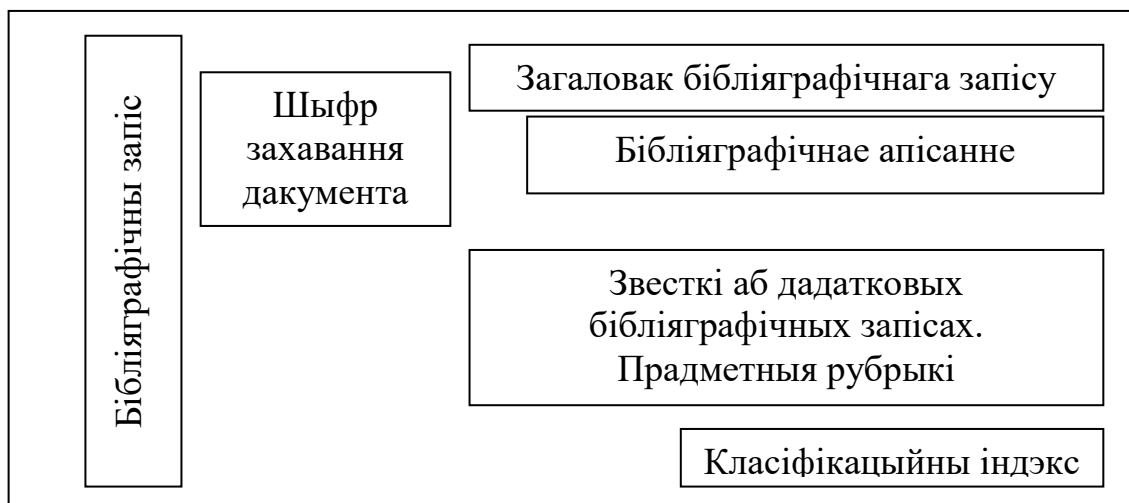 Бібліяграфічны запіс
Шыфр
захавання
дакумента
Загаловак бібліяграфічнага запісу
Бібліяграфічнае апісанне
Звесткі аб дадатковых
бібліяграфічных запісах.
Прадметныя рубрыкі
Класіфікацыйны індэкс